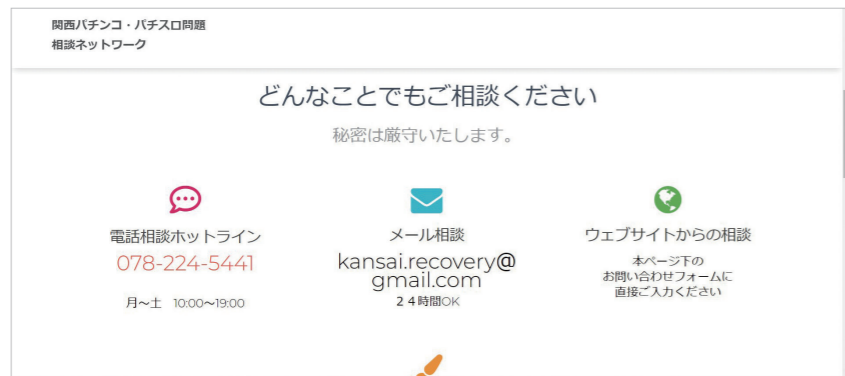 関西パチンコ・パチスロ問題
相談ネットワーク
どんなことでもご相談ください
秘密は厳守いたします。
電話相談ホットライン
078-224-5441
月〜土 10:00〜19:00
メール相談
kansai.recovery@
gmail.com
24時間OK
ウェブサイトからの相談
本ページ下の
お問い合わせフォームに
直接ご入力ください